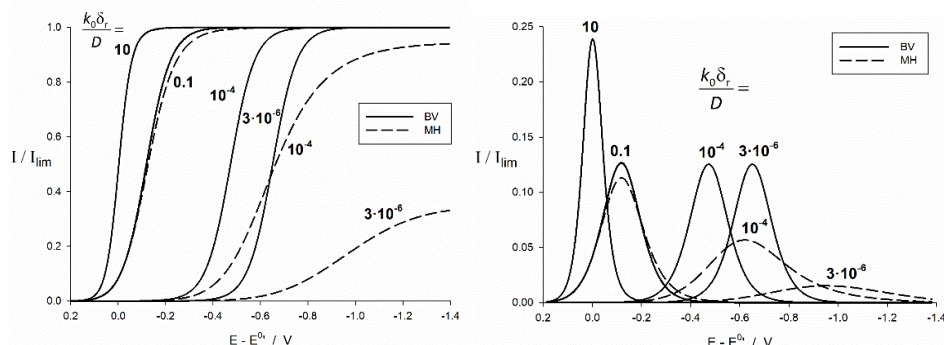 k₀δᵣ
—— =
D
10
0.1
10⁻⁴
3·10⁻⁶
10⁻⁴
3·10⁻⁶
BV
MH
I / Iₗᵢₘ
1.0
0.8
0.6
0.4
0.2
0.0
0.0 -0.2 -0.4 -0.6 -0.8 -1.0 -1.2 -1.4
E - E⁰' / V
10
BV
MH
k₀δᵣ
—— =
D
0.1
10⁻⁴
3·10⁻⁶
10⁻⁴
3·10⁻⁶
I / Iₗᵢₘ
0.25
0.20
0.15
0.10
0.05
0.00
0.2 0.0 -0.2 -0.4 -0.6 -0.8 -1.0 -1.2 -1.4
E - E⁰' / V